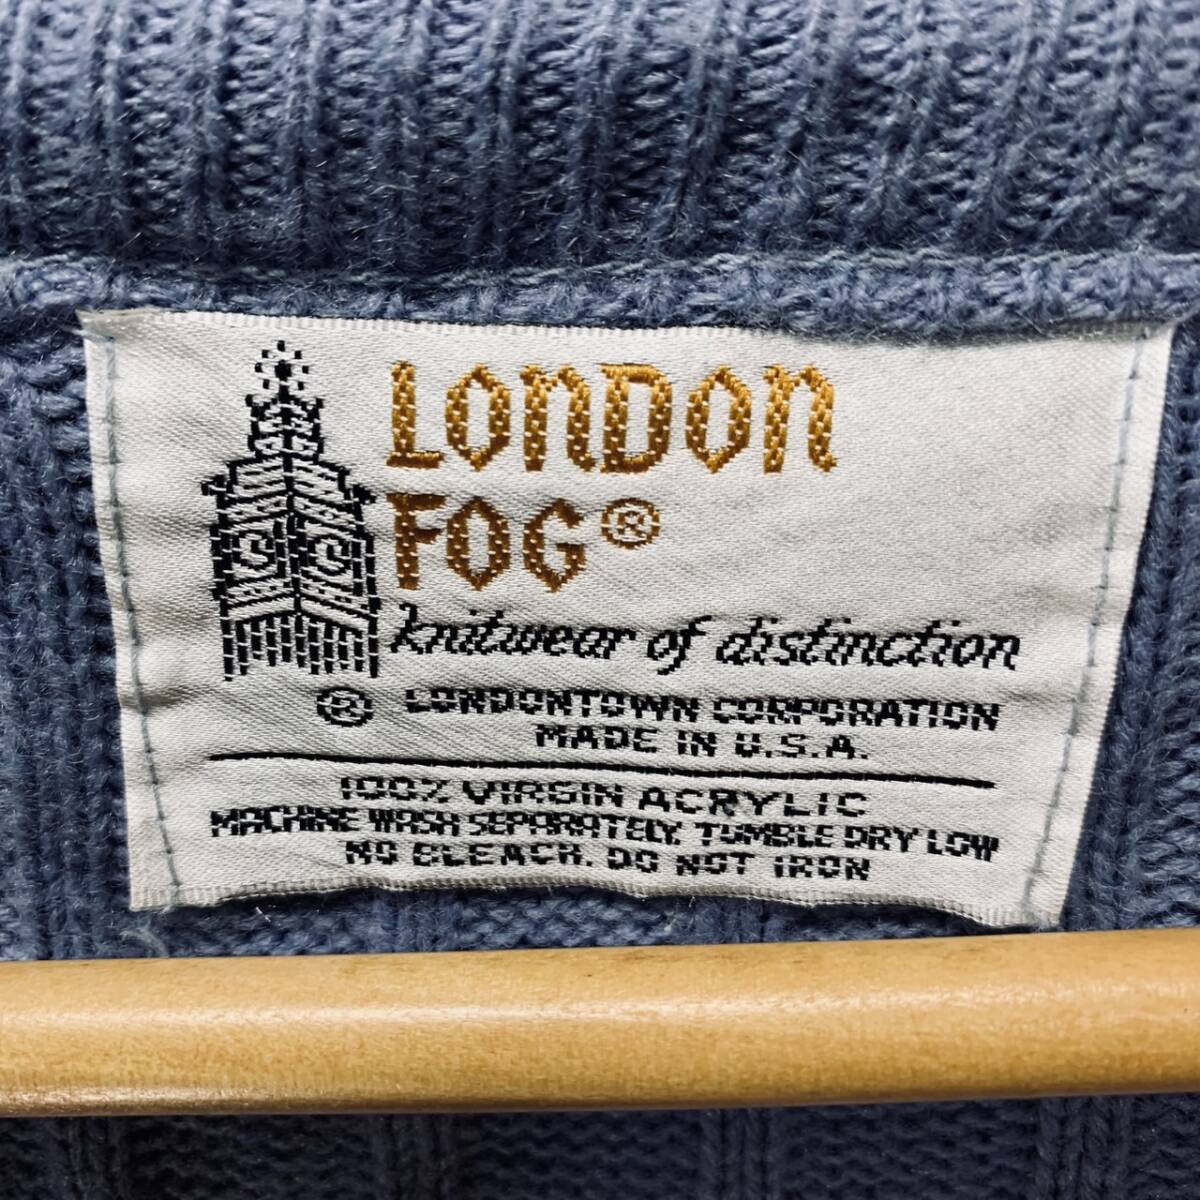 LONDON
FOG®
knitwear of distinction
® LONDONTOWN CORPORATION
MADE IN U.S.A.
100% VIRGIN ACRYLIC
MACHINE WASH SEPARATELY. TUMBLE DRY LOW
NO BLEACH. DO NOT IRON